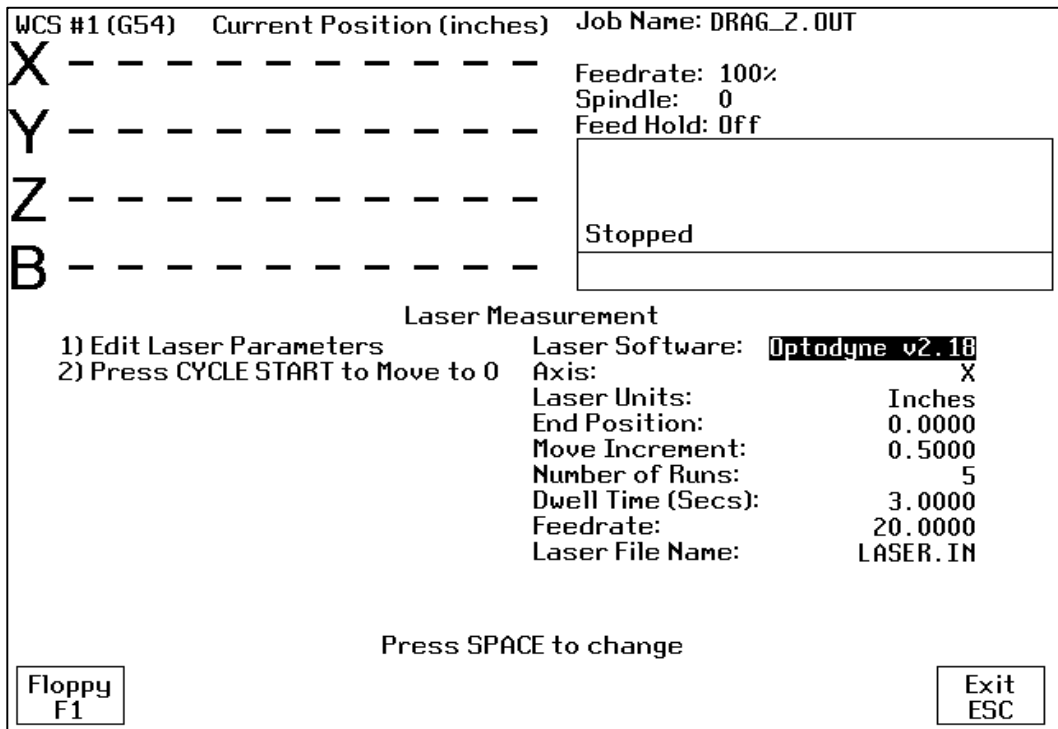 WCS #1 (G54) Current Position (inches)
X - - - - - - - - - -
Y - - - - - - - - - -
Z - - - - - - - - - -
B - - - - - - - - - -
Job Name: DRAG_Z.OUT
Feedrate: 100%
Spindle: 0
Feed Hold: Off
Stopped
Laser Measurement
1) Edit Laser Parameters
2) Press CYCLE START to Move to 0
Laser Software: Optodyne v2.18
Axis: X
Laser Units: Inches
End Position: 0.0000
Move Increment: 0.5000
Number of Runs: 5
Dwell Time (Secs): 3.0000
Feedrate: 20.0000
Laser File Name: LASER.IN
Press SPACE to change
Floppy
F1
Exit
ESC